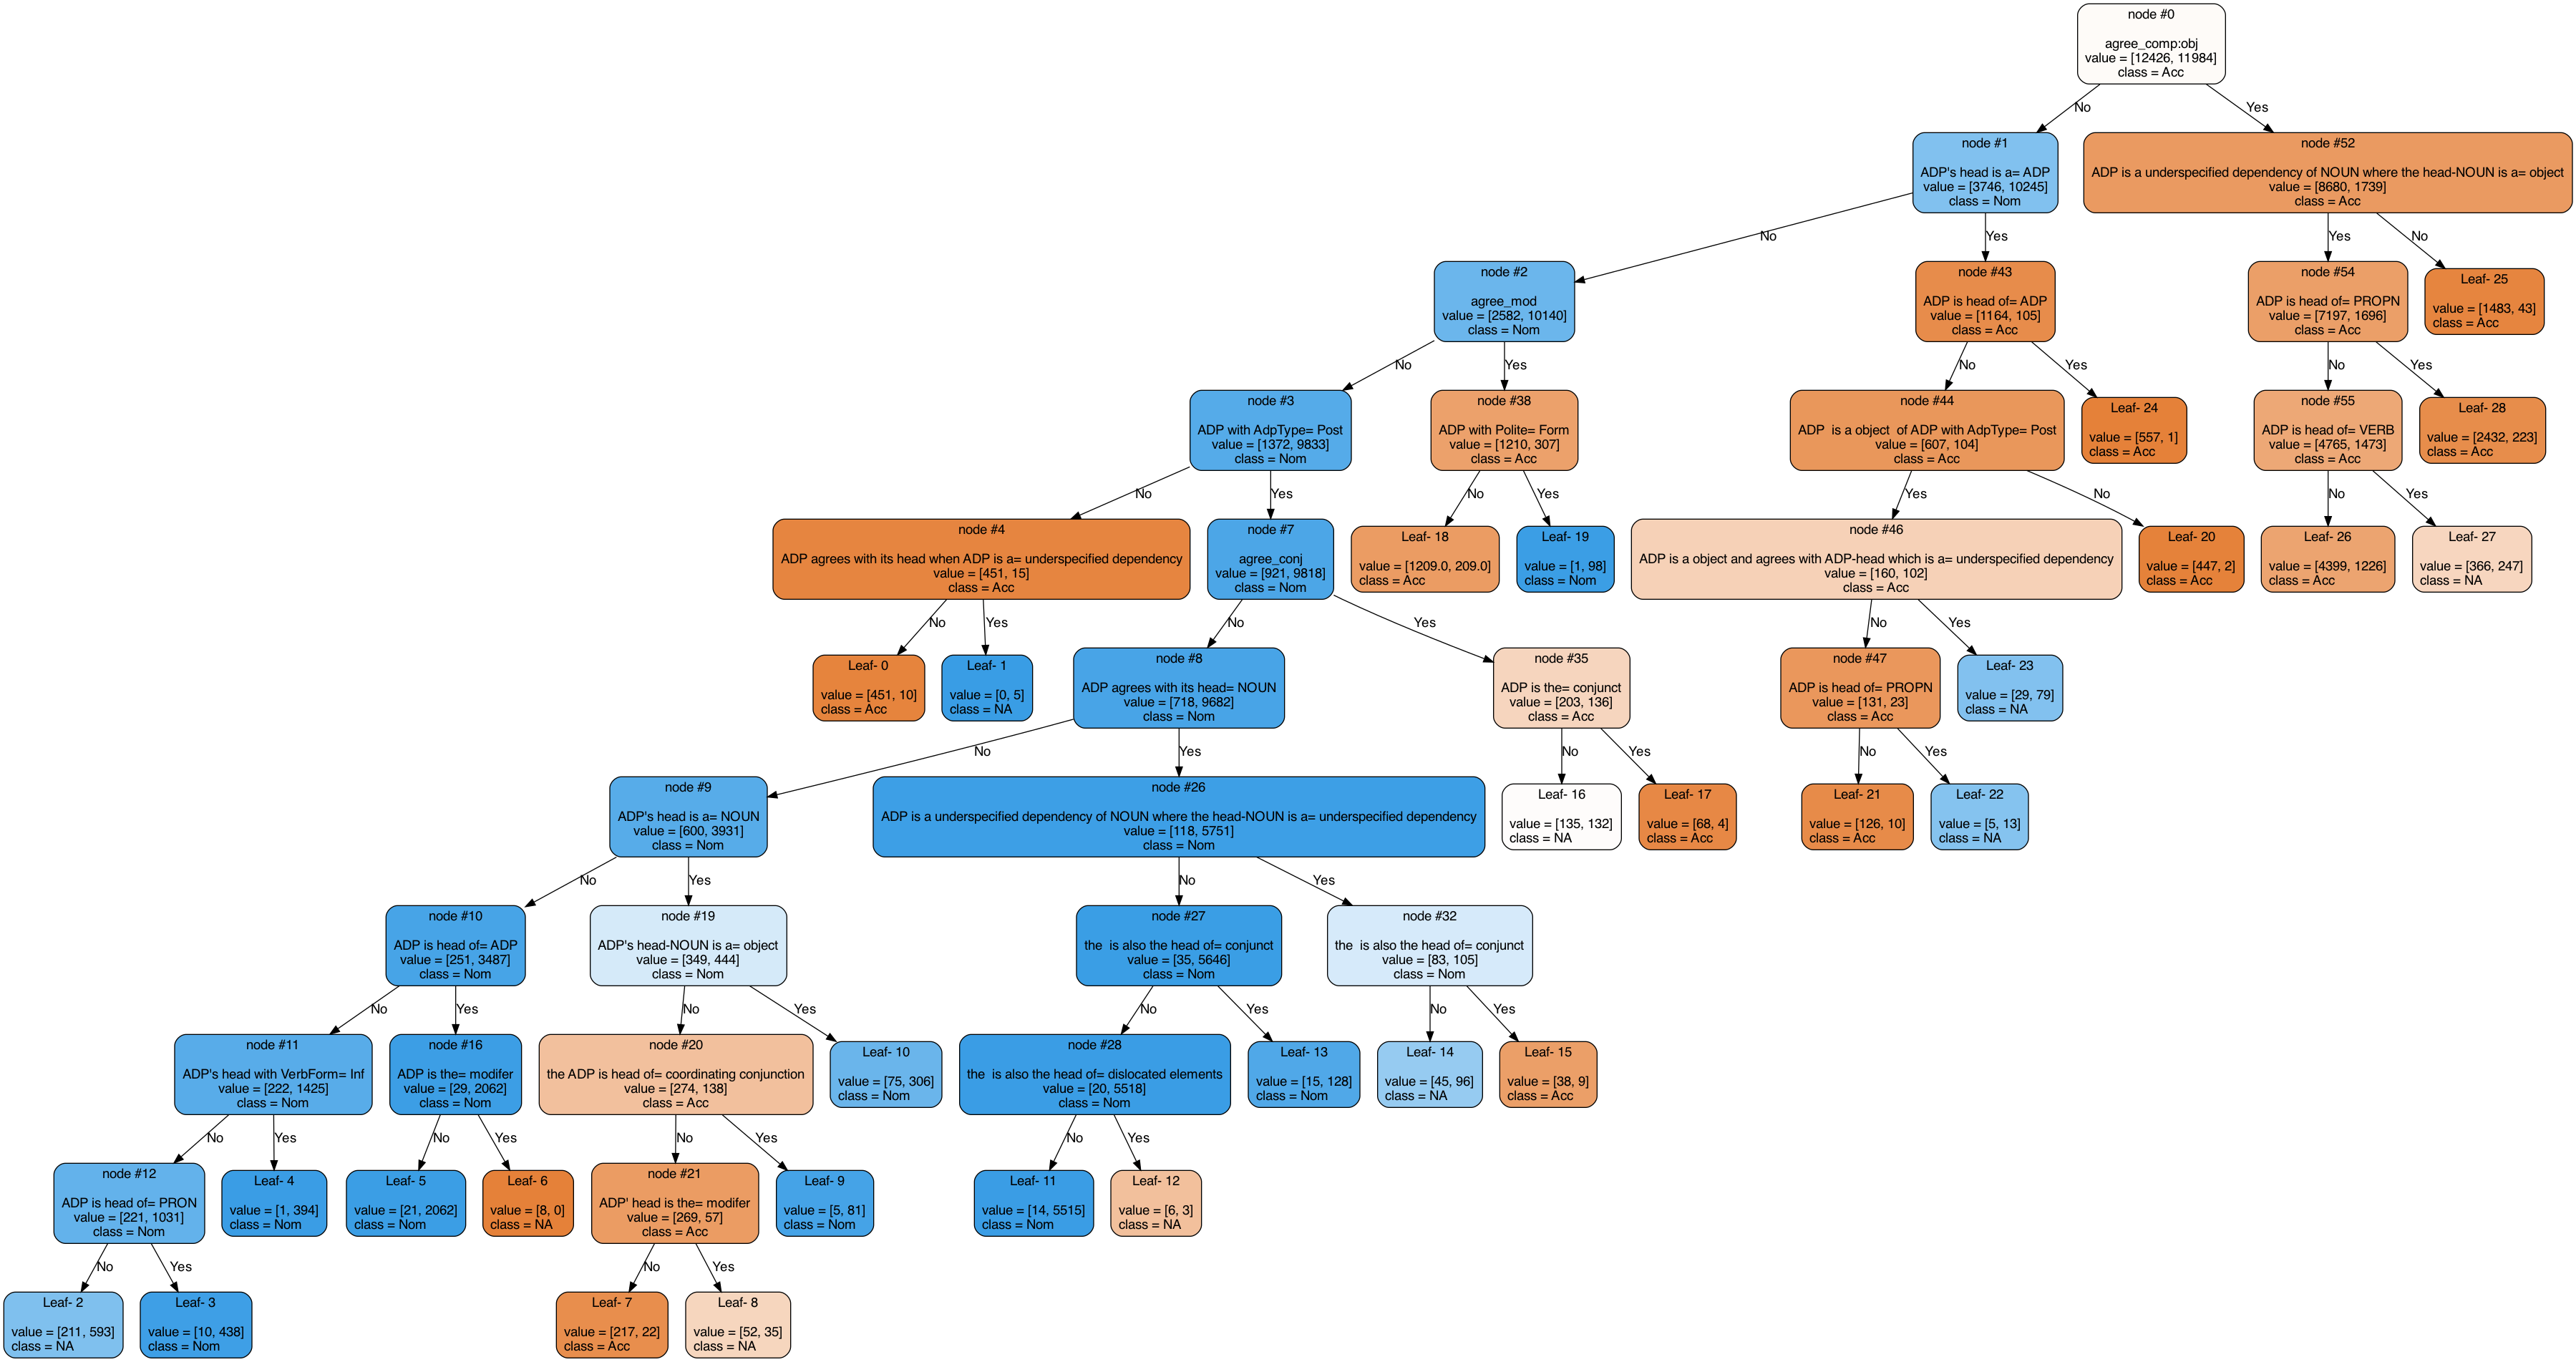 node #0
agree_comp:obj
value = [12426, 11984]
class = Acc
No
Yes
node #1
ADP's head is a= ADP
value = [3746, 10245]
class = Nom
node #52
ADP is a underspecified dependency of NOUN where the head-NOUN is a= object
value = [8680, 1739]
class = Acc
No
Yes
Yes
No
node #2
agree_mod
value = [2582, 10140]
class = Nom
node #43
ADP is head of= ADP
value = [1164, 105]
class = Acc
node #54
ADP is head of= PROPN
value = [7197, 1696]
class = Acc
Leaf- 25
value = [1483, 43]
class = Acc
No
Yes
No
Yes
No
Yes
node #3
ADP with AdpType= Post
value = [1372, 9833]
class = Nom
node #38
ADP with Polite= Form
value = [1210, 307]
class = Acc
node #44
ADP  is a object  of ADP with AdpType= Post
value = [607, 104]
class = Acc
Leaf- 24
value = [557, 1]
class = Acc
node #55
ADP is head of= VERB
value = [4765, 1473]
class = Acc
Leaf- 28
value = [2432, 223]
class = Acc
No
Yes
No
Yes
Yes
No
No
Yes
node #4
ADP agrees with its head when ADP is a= underspecified dependency
value = [451, 15]
class = Acc
node #7
agree_conj
value = [921, 9818]
class = Nom
Leaf- 18
value = [1209.0, 209.0]
class = Acc
Leaf- 19
value = [1, 98]
class = Nom
node #46
ADP is a object and agrees with ADP-head which is a= underspecified dependency
value = [160, 102]
class = Acc
Leaf- 20
value = [447, 2]
class = Acc
Leaf- 26
value = [4399, 1226]
class = Acc
Leaf- 27
value = [366, 247]
class = NA
No
Yes
No
Yes
No
Yes
Leaf- 0
value = [451, 10]
class = Acc
Leaf- 1
value = [0, 5]
class = NA
node #8
ADP agrees with its head= NOUN
value = [718, 9682]
class = Nom
node #35
ADP is the= conjunct
value = [203, 136]
class = Acc
node #47
ADP is head of= PROPN
value = [131, 23]
class = Acc
Leaf- 23
value = [29, 79]
class = NA
No
Yes
No
Yes
No
Yes
node #9
ADP's head is a= NOUN
value = [600, 3931]
class = Nom
node #26
ADP is a underspecified dependency of NOUN where the head-NOUN is a= underspecified dependency
value = [118, 5751]
class = Nom
Leaf- 16
value = [135, 132]
class = NA
Leaf- 17
value = [68, 4]
class = Acc
Leaf- 21
value = [126, 10]
class = Acc
Leaf- 22
value = [5, 13]
class = NA
No
Yes
No
Yes
node #10
ADP is head of= ADP
value = [251, 3487]
class = Nom
node #19
ADP's head-NOUN is a= object
value = [349, 444]
class = Nom
node #27
the  is also the head of= conjunct
value = [35, 5646]
class = Nom
node #32
the  is also the head of= conjunct
value = [83, 105]
class = Nom
No
Yes
No
Yes
No
Yes
No
Yes
node #11
ADP's head with VerbForm= Inf
value = [222, 1425]
class = Nom
node #16
ADP is the= modifer
value = [29, 2062]
class = Nom
node #20
the ADP is head of= coordinating conjunction
value = [274, 138]
class = Acc
Leaf- 10
value = [75, 306]
class = Nom
node #28
the  is also the head of= dislocated elements
value = [20, 5518]
class = Nom
Leaf- 13
value = [15, 128]
class = Nom
Leaf- 14
value = [45, 96]
class = NA
Leaf- 15
value = [38, 9]
class = Acc
No
Yes
No
Yes
No
Yes
No
Yes
node #12
ADP is head of= PRON
value = [221, 1031]
class = Nom
Leaf- 4
value = [1, 394]
class = Nom
Leaf- 5
value = [21, 2062]
class = Nom
Leaf- 6
value = [8, 0]
class = NA
node #21
ADP' head is the= modifer
value = [269, 57]
class = Acc
Leaf- 9
value = [5, 81]
class = Nom
Leaf- 11
value = [14, 5515]
class = Nom
Leaf- 12
value = [6, 3]
class = NA
No
Yes
No
Yes
Leaf- 2
value = [211, 593]
class = NA
Leaf- 3
value = [10, 438]
class = Nom
Leaf- 7
value = [217, 22]
class = Acc
Leaf- 8
value = [52, 35]
class = NA